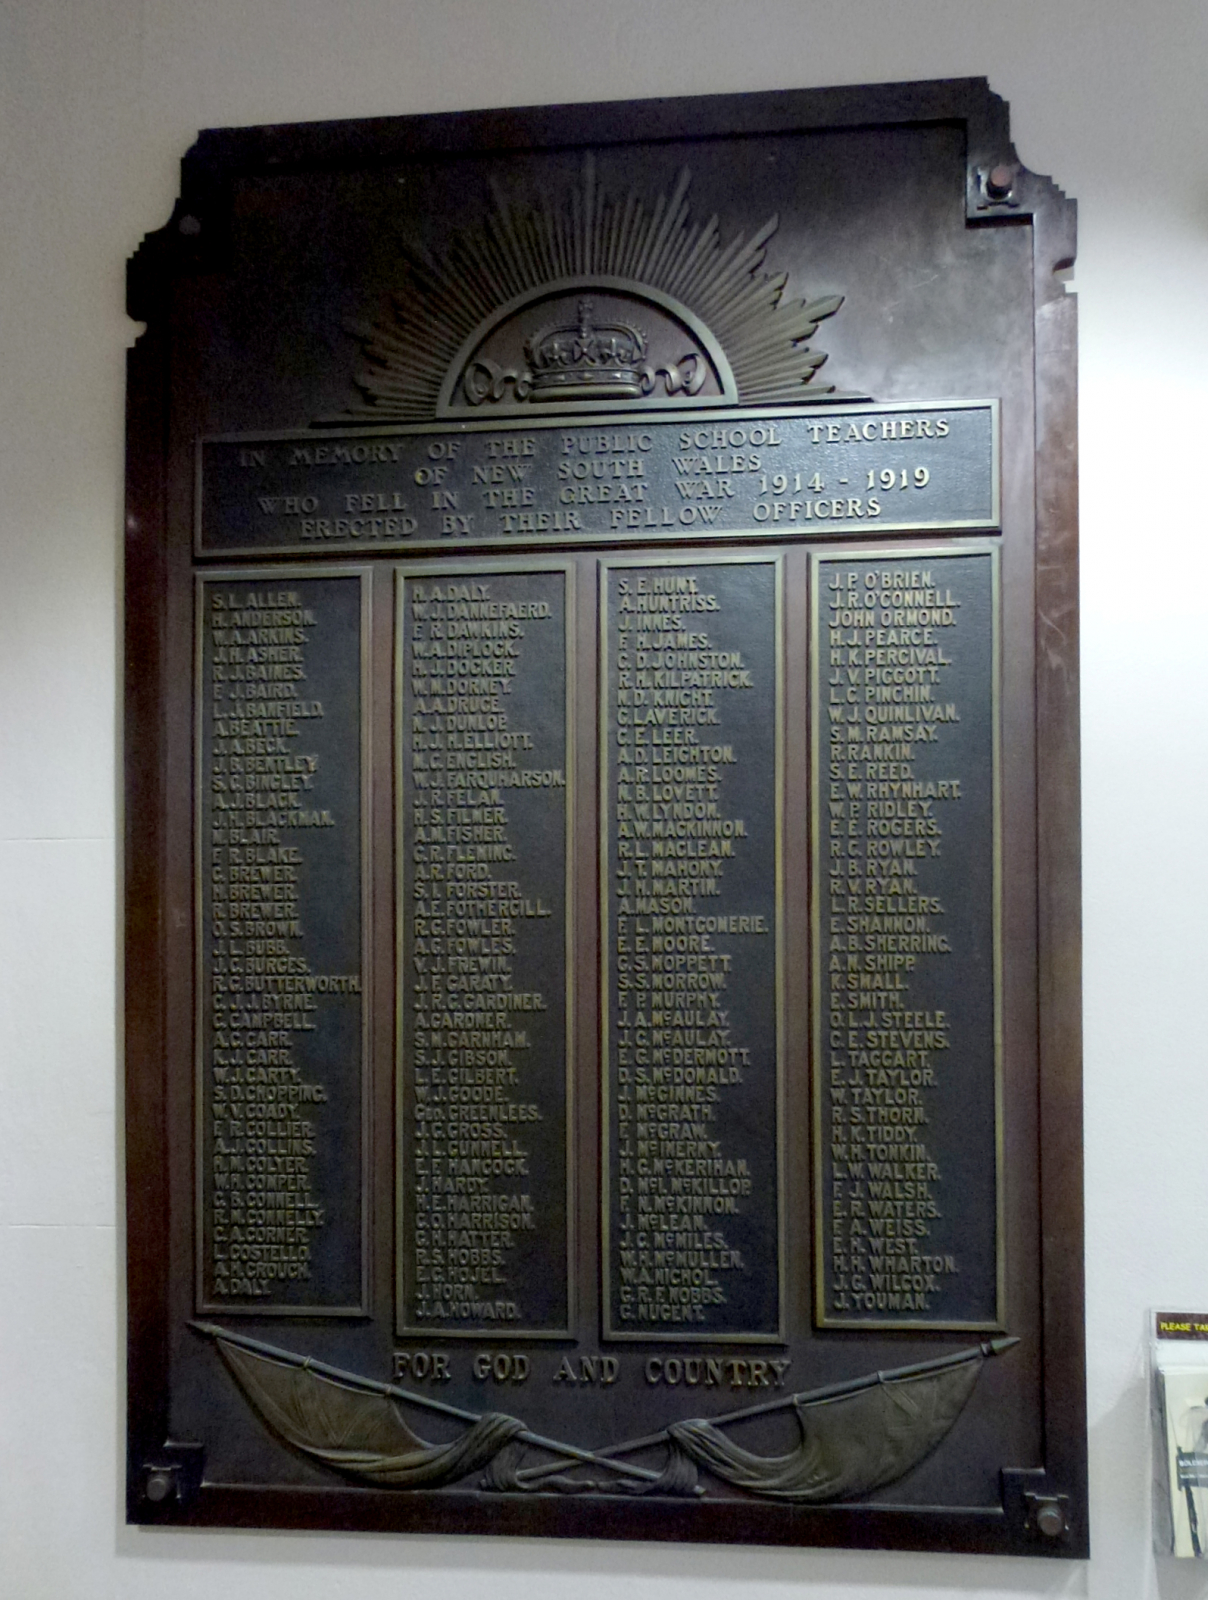 IN MEMORY OF THE PUBLIC SCHOOL TEACHERS
OF NEW SOUTH WALES
WHO FELL IN THE GREAT WAR 1914 - 1919
ERECTED BY THEIR FELLOW OFFICERS
S. L. ALLEN.
H. ANDERSON.
W. A. ARKINS.
J. H. ASHER.
R. J. BAINES.
F. J. BAIRD.
L. J. BANFIELD.
A. BEATTIE.
J. A. BECK.
J. B. BENTLEY.
S. G. BINGLEY.
A. J. BLACK.
J. H. BLACKMAN.
BLAIR.
F. R. BLAKE.
G. BREWER.
H. BREWER.
R. BREWER.
O. S. BROWN.
J. L. BUBB.
J. G. BURGES.
R. G. BUTTERWORTH.
C. J. J. BYRNE.
C. CAMPBELL.
A. G. CARR.
R. J. CARR.
W. J. CARTY.
S. D. CHOPPING.
W. V. COADY.
F. R. COLLIER.
A. J. COLLINS.
COLYER.
W. H. COMPER.
C. B. CONNELL.
CONNELLY.
C. A. CORNER
L. COSTELLO.
A. H. CROUCH.
A. DALY.
H. A. DALY.
W. J. DANNEFAERD.
F. R. DAWKINS.
W. A. DIPLOCK.
H. J. DOCKER
W. M. DORNEY.
A. A. DRUCE.
N. J. DUNLOP.
H. J. H. ELLIOTT.
N. C. ENGLISH.
W. J. FARQUHARSON.
J. R. FELAN.
H. S. FILMER.
A. M. FISHER.
C. R. FLEMING.
A. R. FORD.
S. I. FORSTER.
A. E. FOTHERGILL.
R. G. FOWLER.
A. G. FOWLES.
V. J. FREWIN.
J. F. GARATY.
J. R. G. GARDINER.
A. GARDNER.
S. M. GARNHAM.
S. J. GIBSON.
L. E. GILBERT.
W. J. GOODE.
GEO. GREENLEES.
J. G. GROSS.
J. L. GUNNELL.
E. F. HANCOCK.
J. HARDY.
H. E. HARRIGAN.
C. O. HARRISON.
G. H. HATTER.
R. S. HOBBS.
E. G. HOJEL.
J. HORN.
J. A. HOWARD.
S. E. HUNT.
A. HUNTRISS.
J. INNES.
F. H. JAMES.
C. D. JOHNSTON.
R. H. KILPATRICK.
N. D. KNIGHT.
G. LAVERICK.
C. E. LEER.
A. D. LEIGHTON.
A. R. LOOMES.
N. B. LOVETT.
H. W. LYNDON.
A. W. MACKINNON.
R. L. MACLEAN.
J. T. MAHONY.
J. H. MARTIN.
A. MASON.
F. L. MONTGOMERIE.
E. E. MOORE.
G. S. MOPPETT.
S. S. MORROW.
F. P. MURPHY.
J. A. McAULAY.
J. G. McAULAY.
E. G. McDERMOTT.
D. S. McDONALD.
J. McGINNES.
D. McGRATH.
F. McGRAW.
J. McINERNY.
H. G. McKERIHAN.
D. McI. McKILLOP.
F. N. McKINNON.
J. McLEAN.
J. C. McMILES.
W. H. McMULLEN.
W. A. NICHOL.
G. R. F. NOBBS.
G. NUGENT.
J. P. O'BRIEN.
J. R. O'CONNELL.
JOHN ORMOND.
H. J. PEARCE.
H. K. PERCIVAL.
J. V. PIGGOTT.
L. C. PINCHIN.
W. J. QUINLIVAN.
S. M. RAMSAY.
R. RANKIN.
S. E. REED.
E. W. RHYNHART.
W. P. RIDLEY.
E. E. ROGERS.
R. G. ROWLEY.
J. B. RYAN.
R. V. RYAN.
L. R. SELLERS.
E. SHANNON.
A. B. SHERRING.
A. N. SHIPP.
K. SMALL.
E. SMITH.
O. L. J. STEELE.
C. E. STEVENS.
L. TAGGART.
E. J. TAYLOR.
W. TAYLOR.
R. S. THORN.
H. K. TIDDY.
W. H. TONKIN.
L. W. WALKER.
F. J. WALSH.
E. R. WATERS.
F. A. WEISS.
E. H. WEST.
H. H. WHARTON.
J. G. WILCOX.
J. YOUMAN.
FOR GOD AND COUNTRY
PLEASE